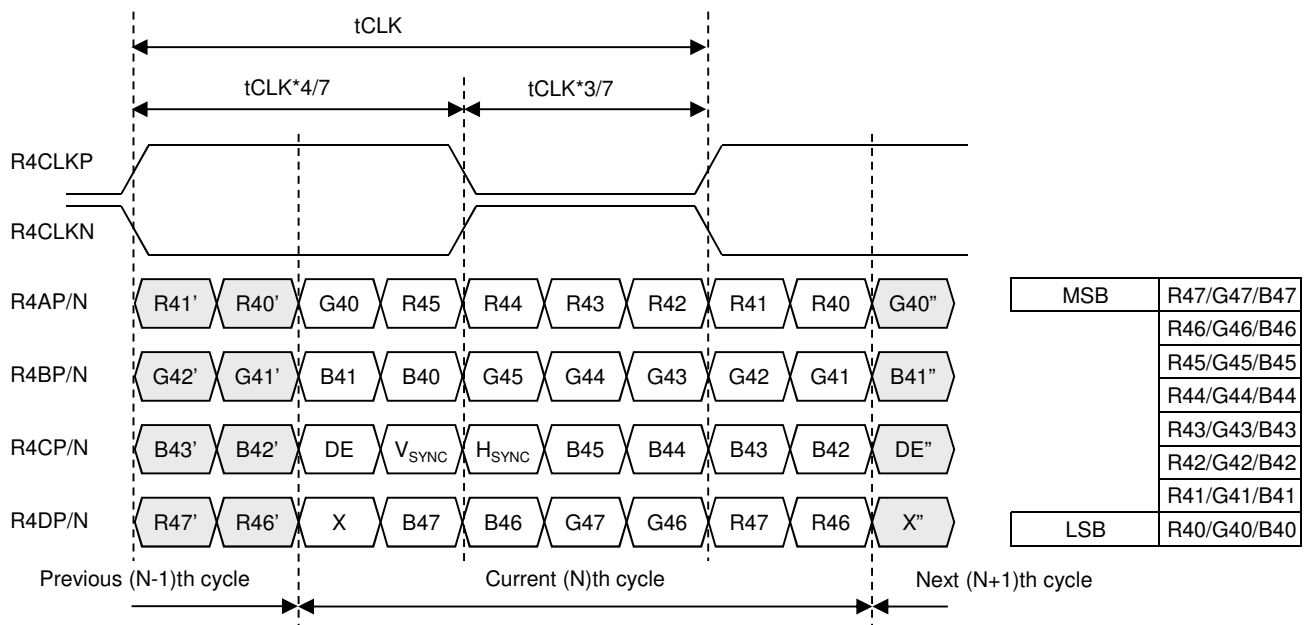 tCLK
tCLK*4/7 tCLK*3/7
R4CLKP
R4CLKN
R4AP/N R41’ R40’ G40 R45 R44 R43 R42 R41 R40 G40”
R4BP/N G42’ G41’ B41 B40 G45 G44 G43 G42 G41 B41”
R4CP/N B43’ B42’ DE VSYNC HSYNC B45 B44 B43 B42 DE”
R4DP/N R47’ R46’ X B47 B46 G47 G46 R47 R46 X”
Previous (N-1)th cycle Current (N)th cycle Next (N+1)th cycle
MSB R47/G47/B47
R46/G46/B46
R45/G45/B45
R44/G44/B44
R43/G43/B43
R42/G42/B42
R41/G41/B41
LSB R40/G40/B40